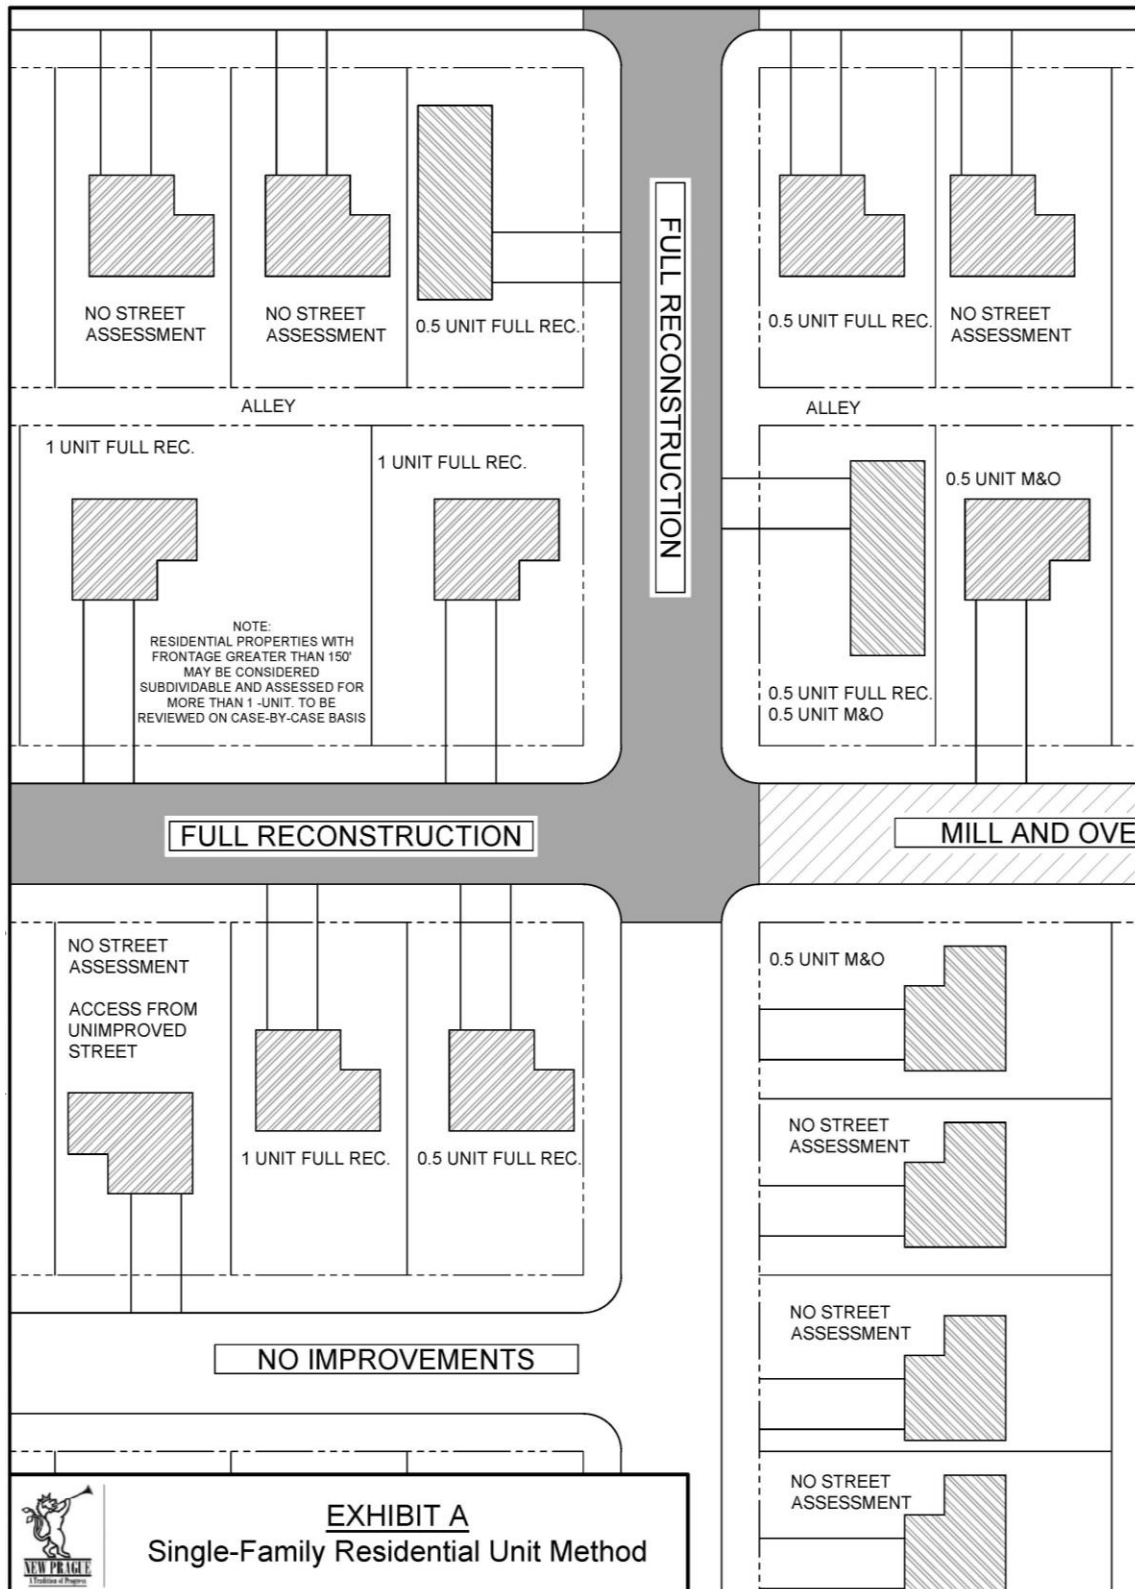 NO STREET
ASSESSMENT
NO STREET
ASSESSMENT
0.5 UNIT FULL REC.
FULL RECONSTRUCTION
0.5 UNIT FULL REC.
NO STREET
ASSESSMENT
ALLEY
ALLEY
1 UNIT FULL REC.
1 UNIT FULL REC.
0.5 UNIT M&O
NOTE:
RESIDENTIAL PROPERTIES WITH
FRONTAGE GREATER THAN 150'
MAY BE CONSIDERED
SUBDIVIDABLE AND ASSESSED FOR
MORE THAN 1 -UNIT. TO BE
REVIEWED ON CASE-BY-CASE BASIS
0.5 UNIT FULL REC.
0.5 UNIT M&O
FULL RECONSTRUCTION
MILL AND OVE
NO STREET
ASSESSMENT
ACCESS FROM
UNIMPROVED
STREET
1 UNIT FULL REC.
0.5 UNIT FULL REC.
0.5 UNIT M&O
NO STREET
ASSESSMENT
NO STREET
ASSESSMENT
NO STREET
ASSESSMENT
NO IMPROVEMENTS
NEW PRAGUE
A Tradition of Progress
EXHIBIT A
Single-Family Residential Unit Method